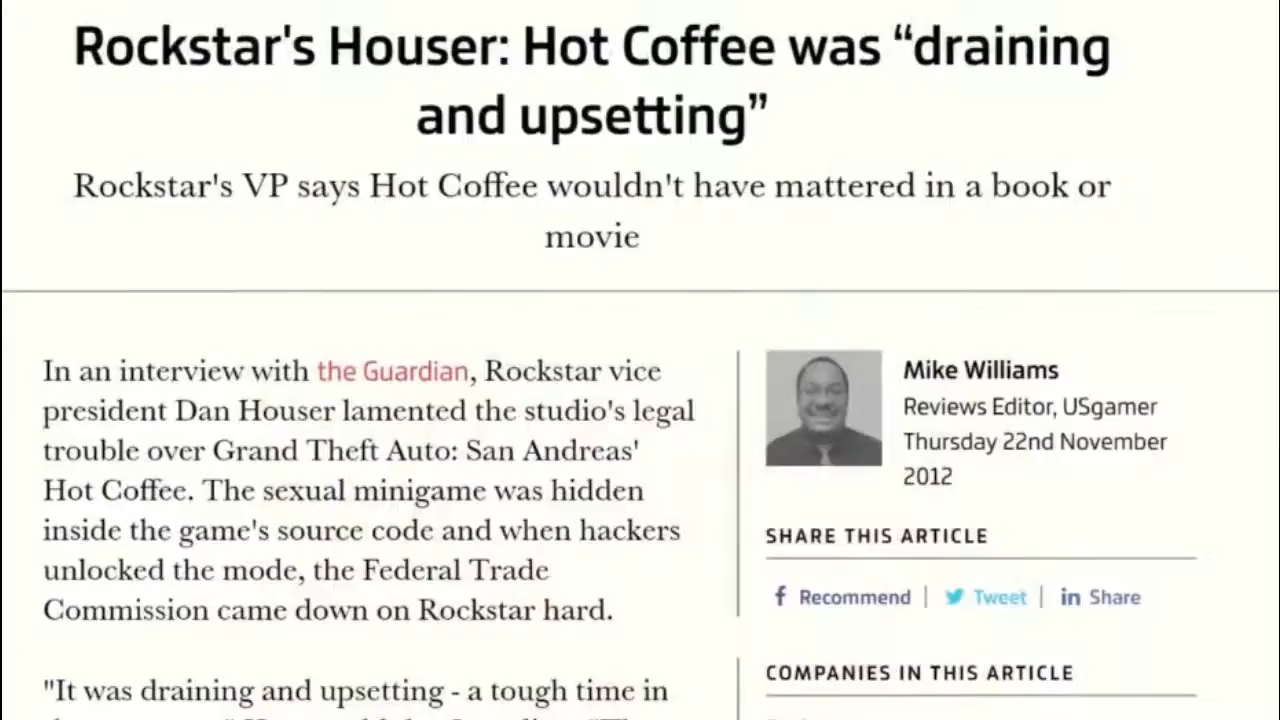 Rockstar's Houser: Hot Coffee was “draining
and upsetting”
Rockstar's VP says Hot Coffee wouldn't have mattered in a book or
movie
In an interview with the Guardian, Rockstar vice
president Dan Houser lamented the studio's legal
trouble over Grand Theft Auto: San Andreas'
Hot Coffee. The sexual minigame was hidden
inside the game's source code and when hackers
unlocked the mode, the Federal Trade
Commission came down on Rockstar hard.
"It was draining and upsetting - a tough time in
Mike Williams
Reviews Editor, USgamer
Thursday 22nd November
2012
SHARE THIS ARTICLE
Recommend | Tweet | in Share
COMPANIES IN THIS ARTICLE